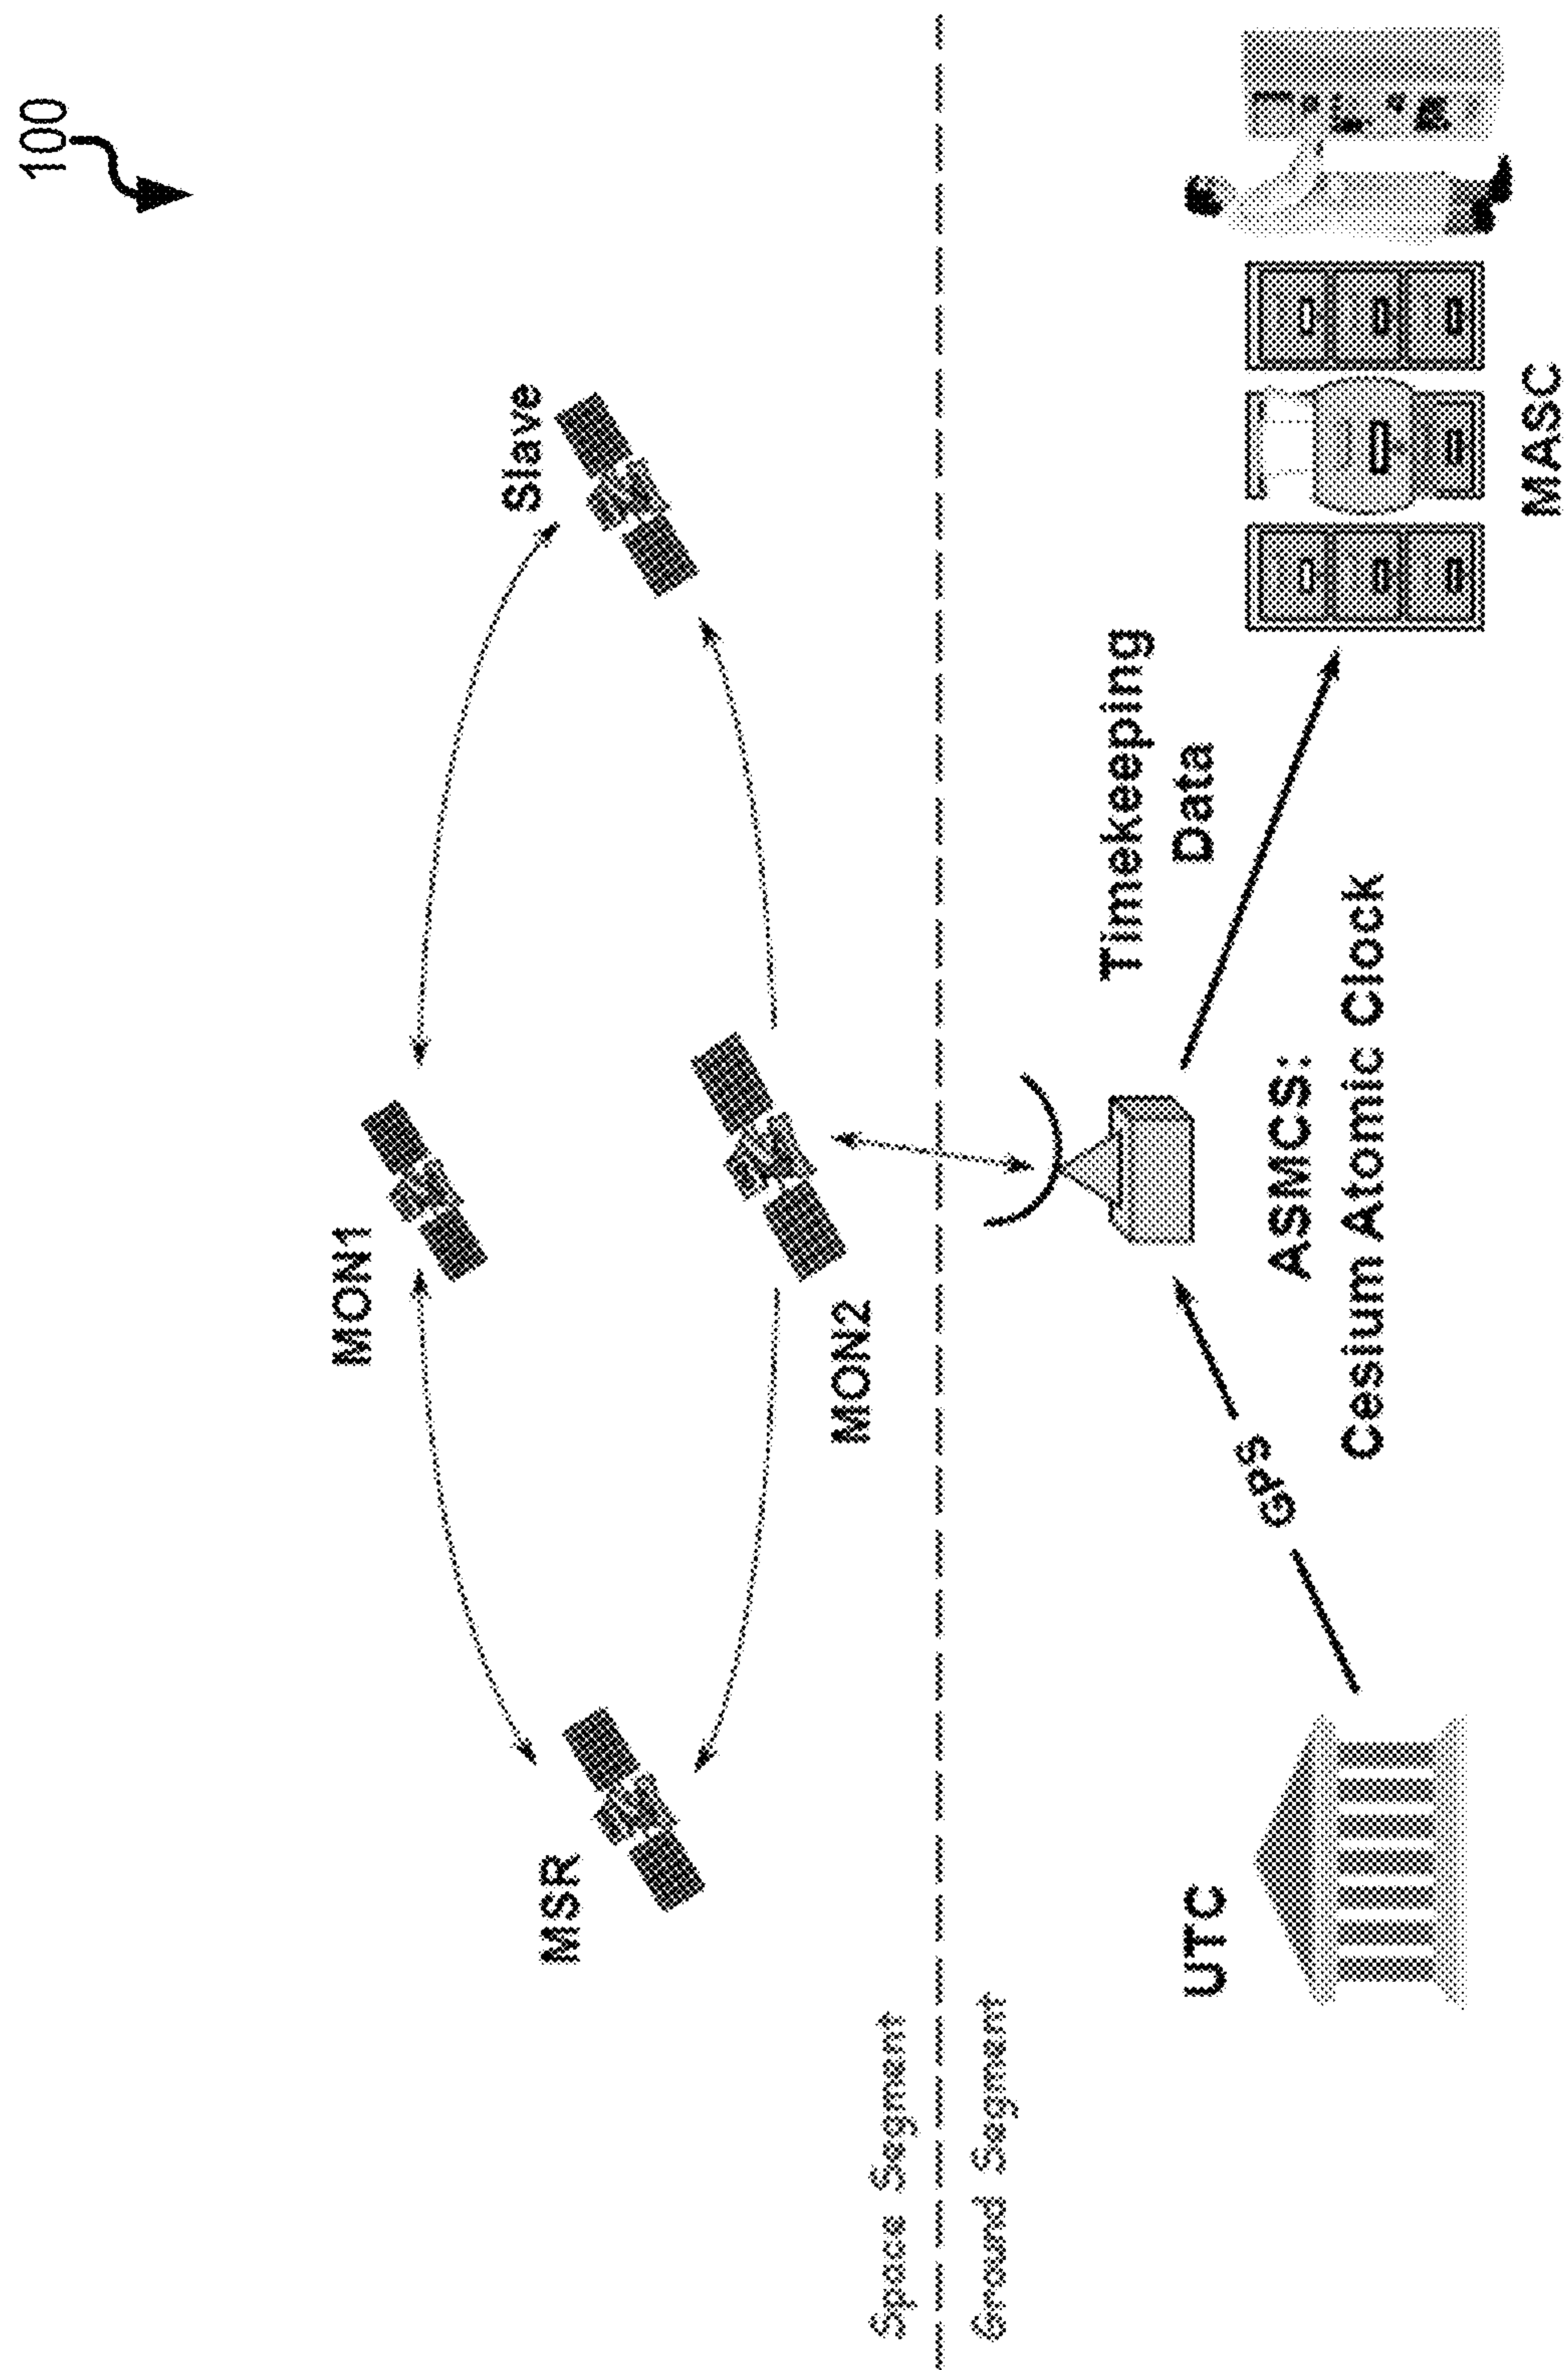 100
MON1
Slave
MSR
MON2
Space Segment
Ground Segment
UTC
GPS
ASMCS:
Cesium Atomic Clock
Timekeeping
Data
MASC